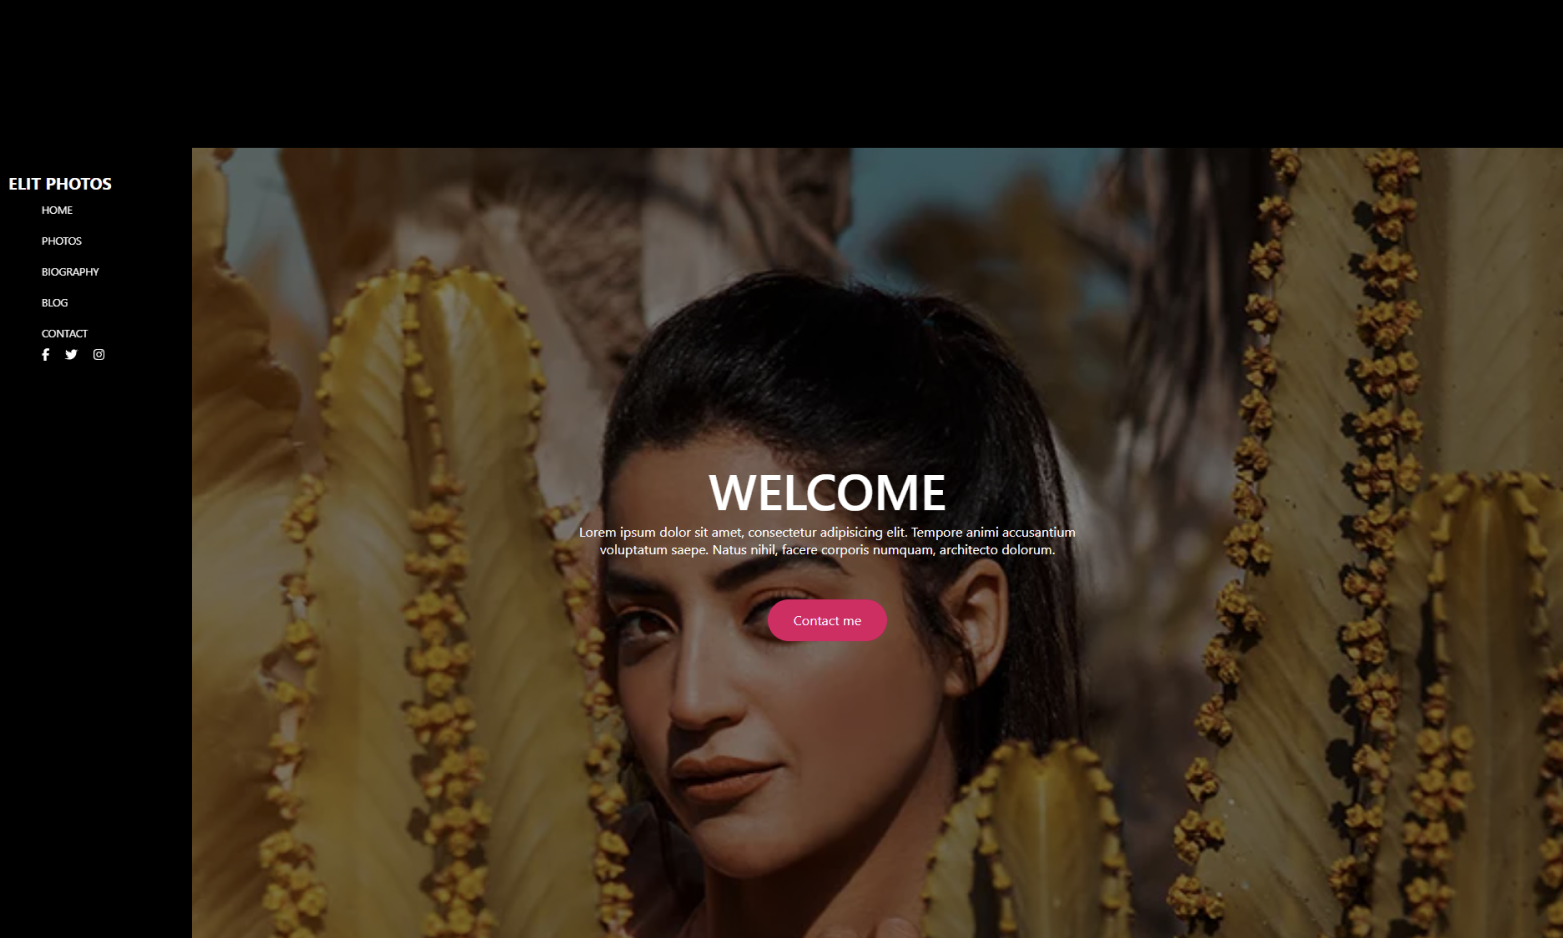 ELIT PHOTOS
HOME
PHOTOS
BIOGRAPHY
BLOG
CONTACT
WELCOME
Lorem ipsum dolor sit amet, consectetur adipisicing elit. Tempore animi accusantium
voluptatum saepe. Natus nihil, facere corporis numquam, architecto dolorum.
Contact me